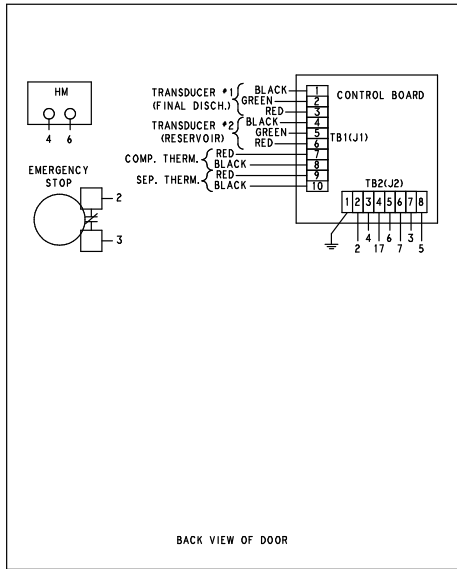 HM
4 6
EMERGENCY
STOP
2
3
TRANSDUCER #1
(FINAL DISCH.)
BLACK 1
GREEN 2
RED 3
TRANSDUCER #2
(RESERVOIR)
BLACK 4
GREEN 5
RED 6
COMP. THERM.
RED 7
BLACK 8
SEP. THERM.
RED 9
BLACK 10
CONTROL BOARD
TB1(J1)
TB2(J2)
1 2 3 4 5 6 7 8
4 6 3
2 17 7 5
BACK VIEW OF DOOR